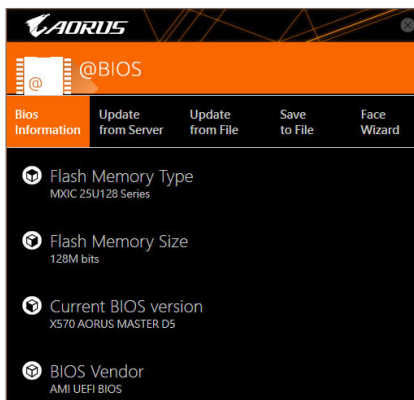 AORUS
@
@BIOS
Bios Information
Update from Server
Update from File
Save to File
Face Wizard
Flash Memory Type
MXIC 25U128 Series
Flash Memory Size
128M bits
Current BIOS version
X570 AORUS MASTER D5
BIOS Vendor
AMI UEFI BIOS